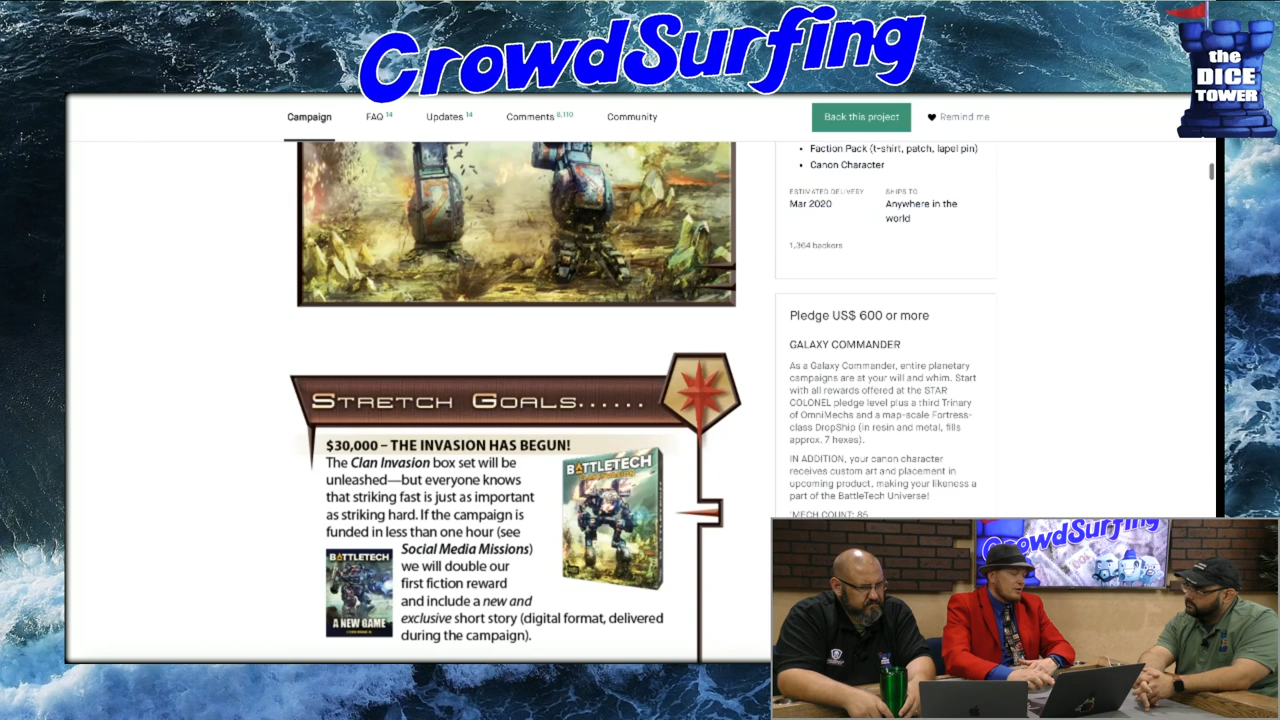 CrowdSurfing
the
DICE
TOWER
Campaign
FAQ 14
Updates 14
Comments 8,110
Community
Back this project
Remind me
• Faction Pack (t-shirt, patch, lapel pin)
• Canon Character
ESTIMATED DELIVERY
Mar 2020
SHIPS TO
Anywhere in the
world
1,364 backers
Pledge US$ 600 or more
GALAXY COMMANDER
As a Galaxy Commander, entire planetary
campaigns are at your will and whim. Start
with all rewards offered at the STAR
COLONEL pledge level plus a third Trinary
of OmniMechs and a map-scale Fortress-
class DropShip (in resin and metal, fills
approx. 7 hexes).
IN ADDITION, your canon character
receives custom art and placement in
upcoming product, making your likeness a
part of the BattleTech Universe!
'MECH COUNT: 85
STRETCH GOALS......
$30,000 – THE INVASION HAS BEGUN!
The Clan Invasion box set will be
unleashed—but everyone knows
that striking fast is just as important
as striking hard. If the campaign is
funded in less than one hour (see
Social Media Missions)
we will double our
first fiction reward
and include a new and
exclusive short story (digital format, delivered
during the campaign).
BATTLETECH
CLAN INVASION
BATTLETECH
A NEW GAME
CrowdSurfing